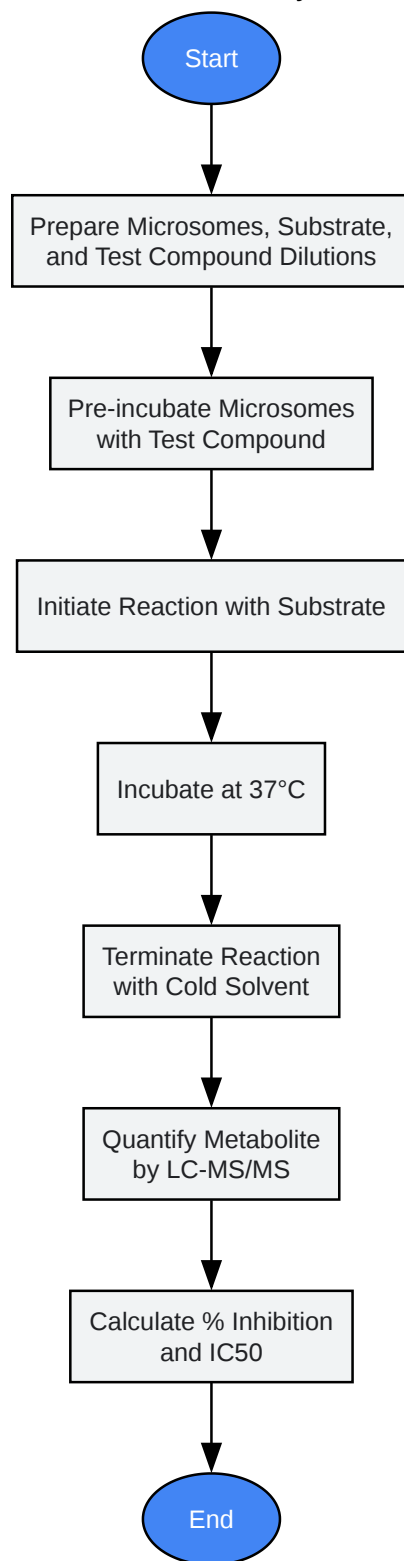 Start
Prepare Microsomes, Substrate,
and Test Compound Dilutions
Pre-incubate Microsomes
with Test Compound
Initiate Reaction with Substrate
Incubate at 37°C
Terminate Reaction
with Cold Solvent
Quantify Metabolite
by LC-MS/MS
Calculate % Inhibition
and IC50
End